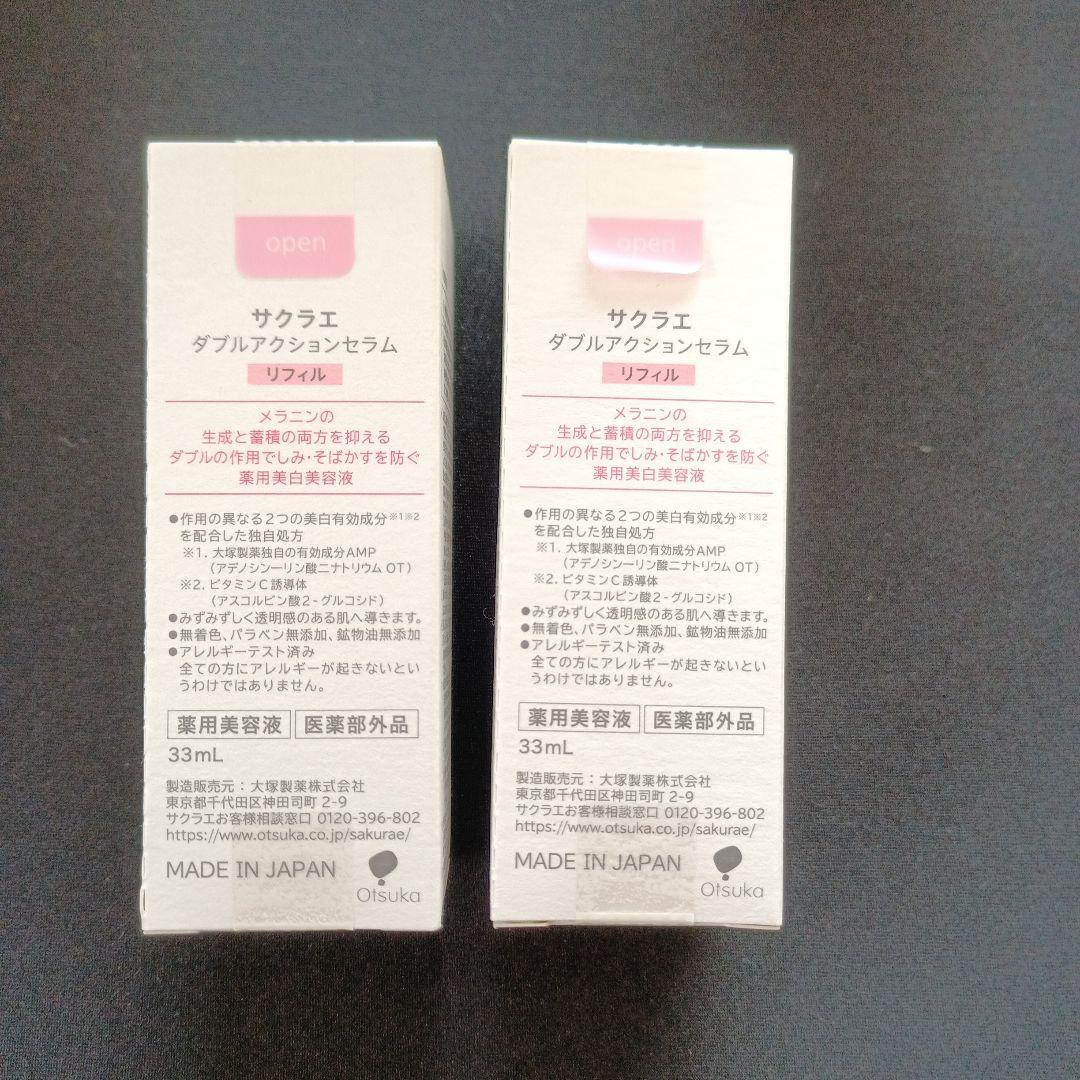 open
サクラエ
ダブルアクションセラム
リフィル
メラニンの
生成と蓄積の両方を抑える
ダブルの作用でしみ・そばかすを防ぐ
薬用美白美容液
●作用の異なる2つの美白有効成分※1※2
を配合した独自処方
※1. 大塚製薬独自の有効成分AMP
(アデノシン一リン酸二ナトリウム OT)
※2. ビタミンC誘導体
(アスコルビン酸2-グルコシド)
●みずみずしく透明感のある肌へ導きます。
●無着色、パラベン無添加、鉱物油無添加
●アレルギーテスト済み
全ての方にアレルギーが起きないとい
うわけではありません。
薬用美容液 医薬部外品
33mL
製造販売元：大塚製薬株式会社
東京都千代田区神田司町 2-9
サクラエお客様相談窓口 0120-396-802
https://www.otsuka.co.jp/sakurae/
MADE IN JAPAN
Otsuka
open
サクラエ
ダブルアクションセラム
リフィル
メラニンの
生成と蓄積の両方を抑える
ダブルの作用でしみ・そばかすを防ぐ
薬用美白美容液
●作用の異なる2つの美白有効成分※1※2
を配合した独自処方
※1. 大塚製薬独自の有効成分AMP
(アデノシン一リン酸二ナトリウム OT)
※2. ビタミンC誘導体
(アスコルビン酸2-グルコシド)
●みずみずしく透明感のある肌へ導きます。
●無着色、パラベン無添加、鉱物油無添加
●アレルギーテスト済み
全ての方にアレルギーが起きないとい
うわけではありません。
薬用美容液 医薬部外品
33mL
製造販売元：大塚製薬株式会社
東京都千代田区神田司町 2-9
サクラエお客様相談窓口 0120-396-802
https://www.otsuka.co.jp/sakurae/
MADE IN JAPAN
Otsuka